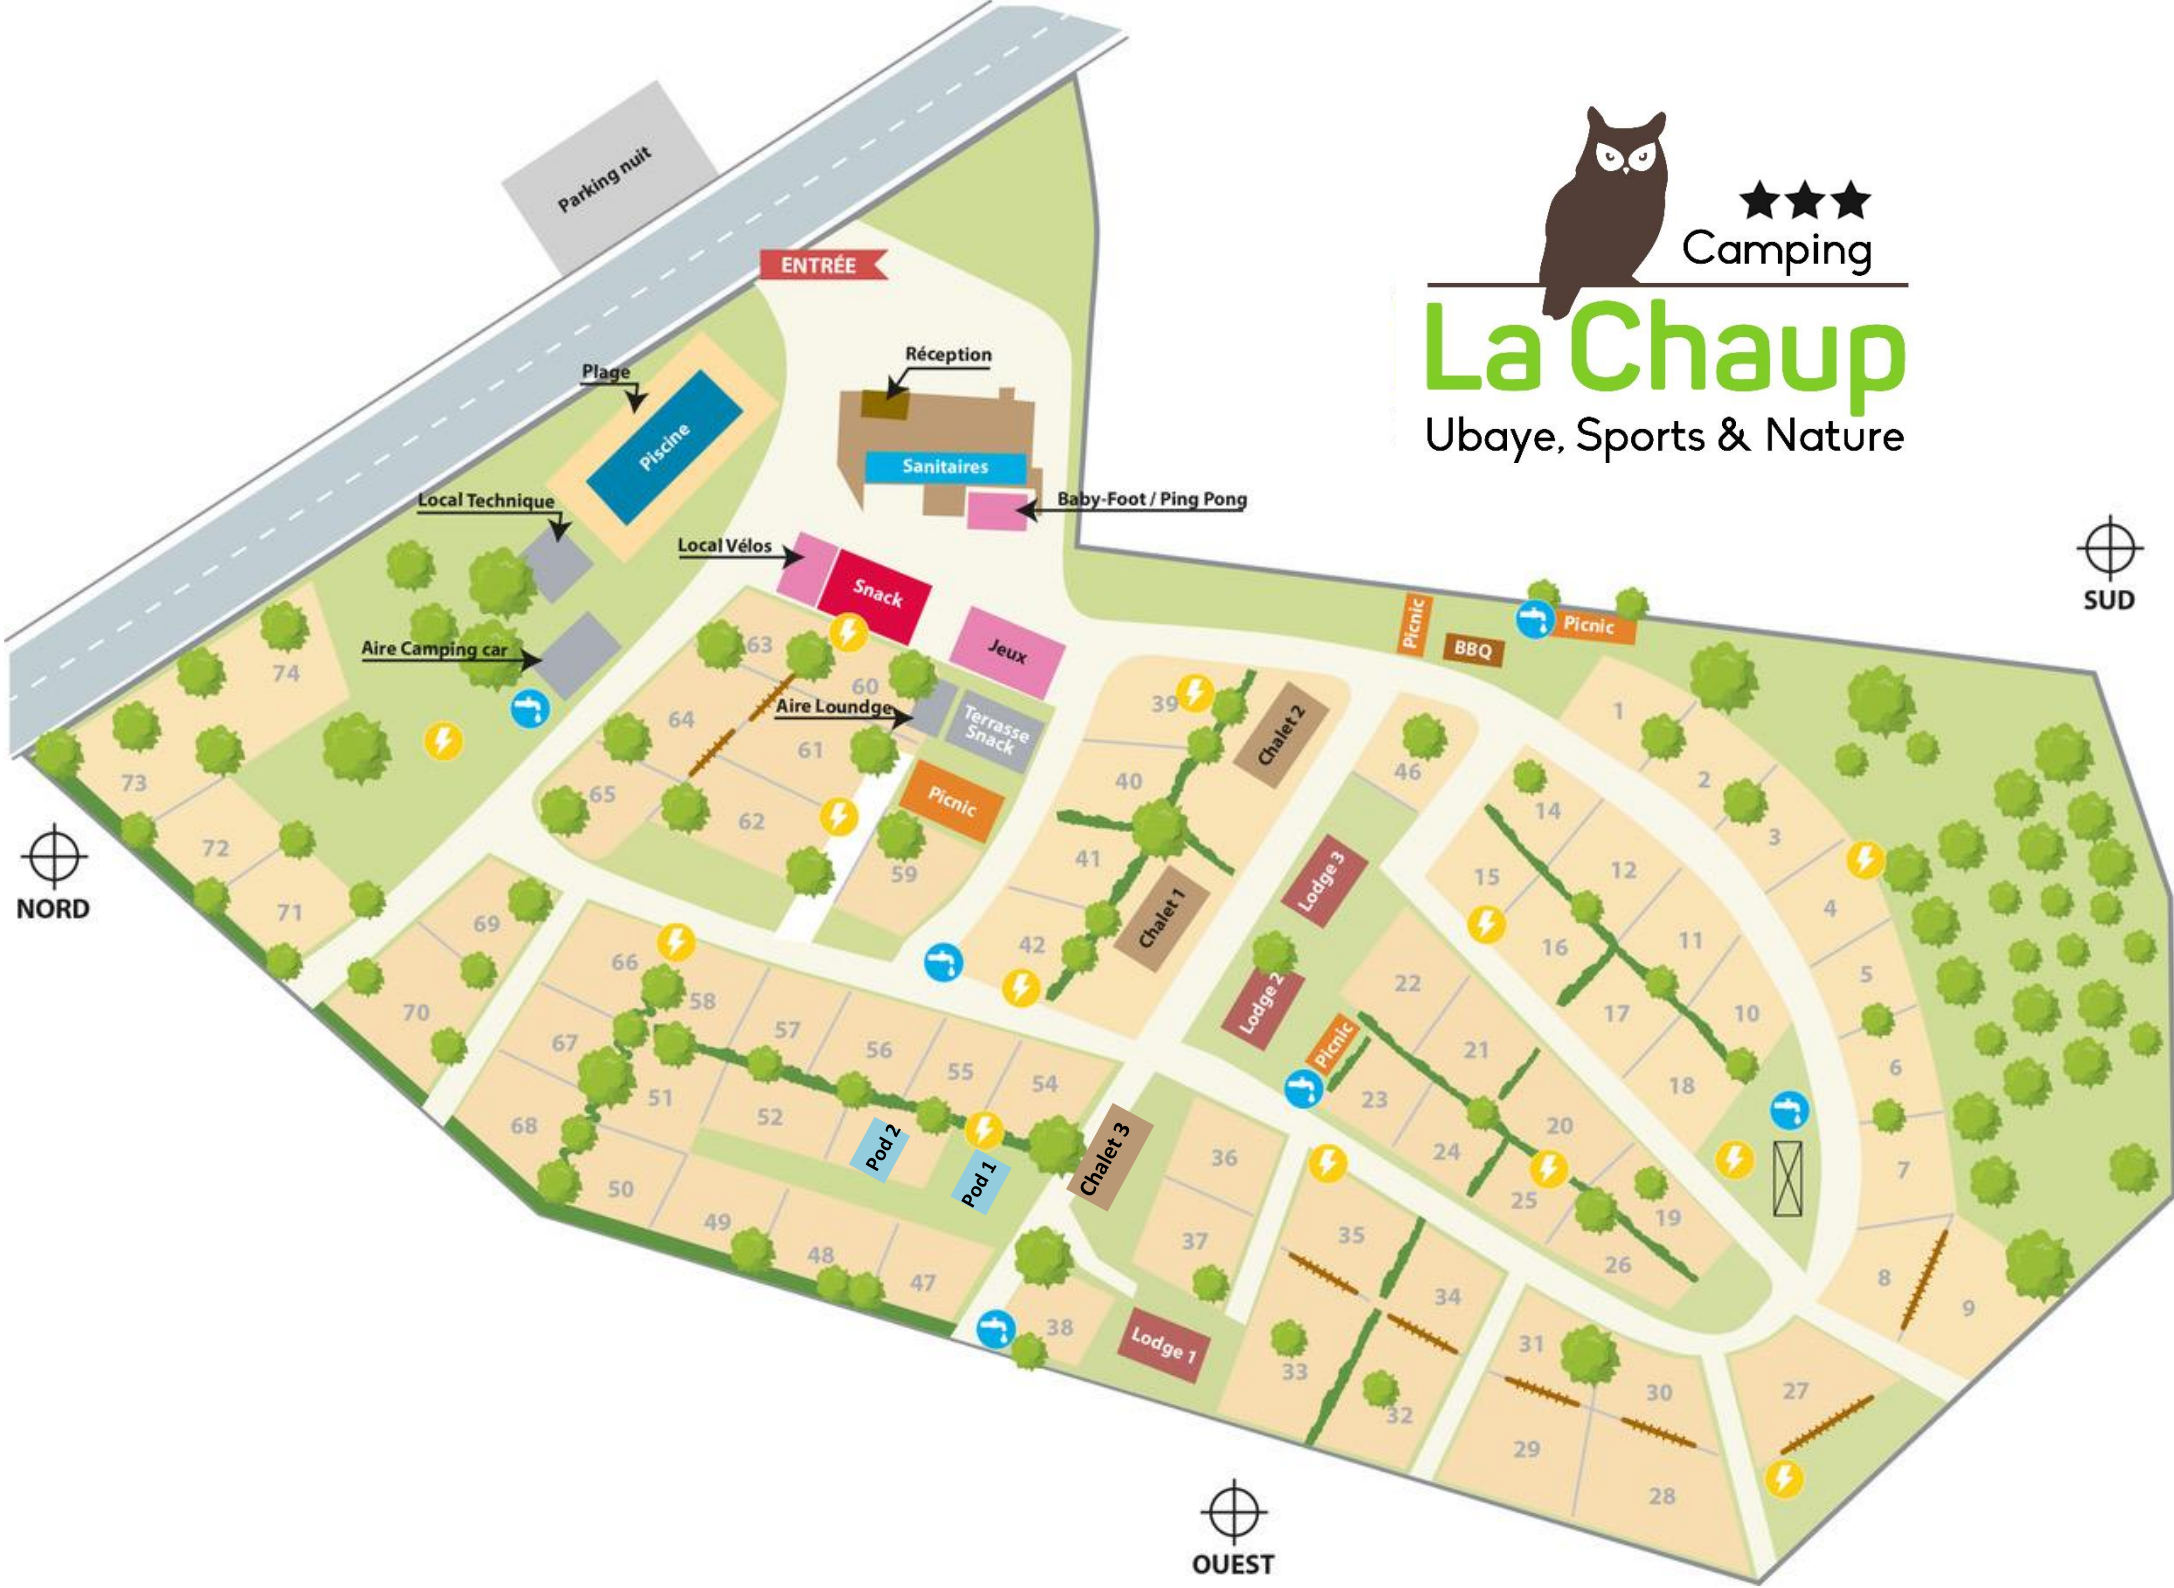 Parking nuit
ENTRÉE
Camping
La Chaup
Ubaye, Sports & Nature
Réception
Plage
Piscine
Sanitaires
Local Technique
Baby-Foot / Ping Pong
Local Vélos
Snack
SUD
Picnic
Picnic
BBQ
Jeux
Aire Camping car
63
60
Aire Loundge
Terrasse
Snack
74
64
61
39
Chalet 2
1
46
2
73
65
62
Picnic
40
14
3
72
59
41
Lodge 3
15
12
4
NORD
71
69
42
Chalet 1
16
11
5
66
58
70
22
Lodge 2
17
10
57
67
56
55
54
Picnic
21
18
6
51
52
23
20
68
Pod 2
Pod 1
Chalet 3
36
24
7
50
49
48
47
37
35
25
19
26
8
9
38
Lodge 1
34
31
33
32
30
27
29
28
OUEST